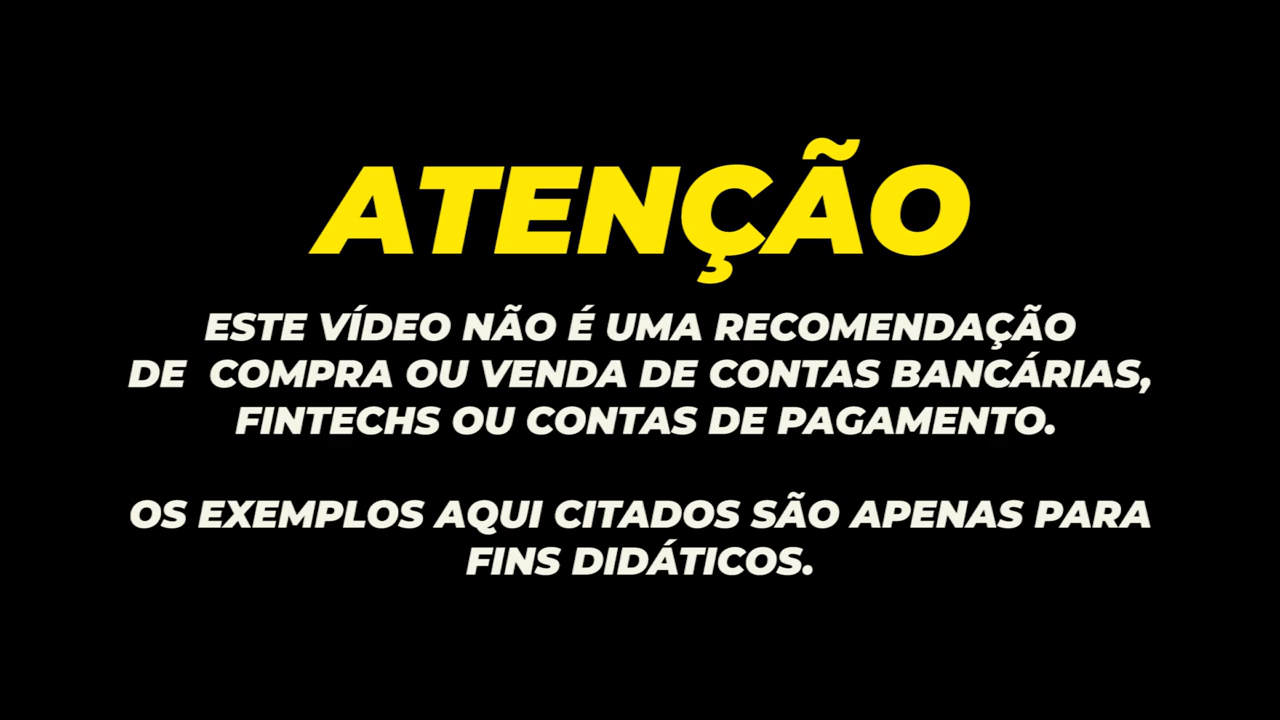 ATENÇÃO
ESTE VÍDEO NÃO É UMA RECOMENDAÇÃO
DE  COMPRA OU VENDA DE CONTAS BANCÁRIAS,
FINTECHS OU CONTAS DE PAGAMENTO.
OS EXEMPLOS AQUI CITADOS SÃO APENAS PARA
FINS DIDÁTICOS.